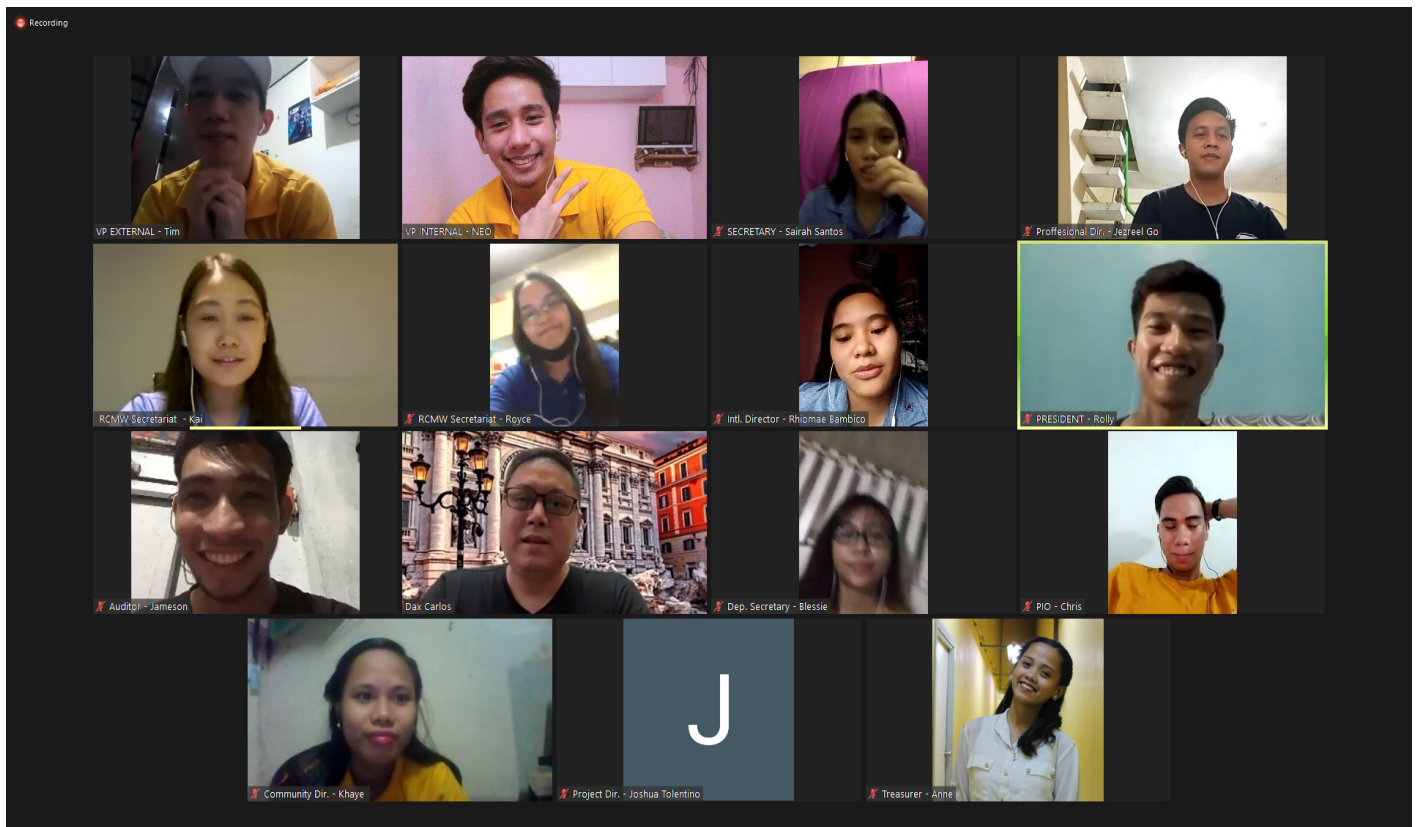 Recording
VP EXTERNAL - Tim
VP INTERNAL - NEO
SECRETARY - Sairah Santos
Proffesional Dir. - Jezreel Go
RCMW Secretariat - Kai
RCMW Secretariat - Royce
Intl. Director - Rhiomae Bambico
PRESIDENT - Rolly
Auditor - Jameson
Dax Carlos
Dep. Secretary - Blessie
PIO - Chris
Community Dir. - Khaye
J
Project Dir. - Joshua Tolentino
Treasurer - Anne